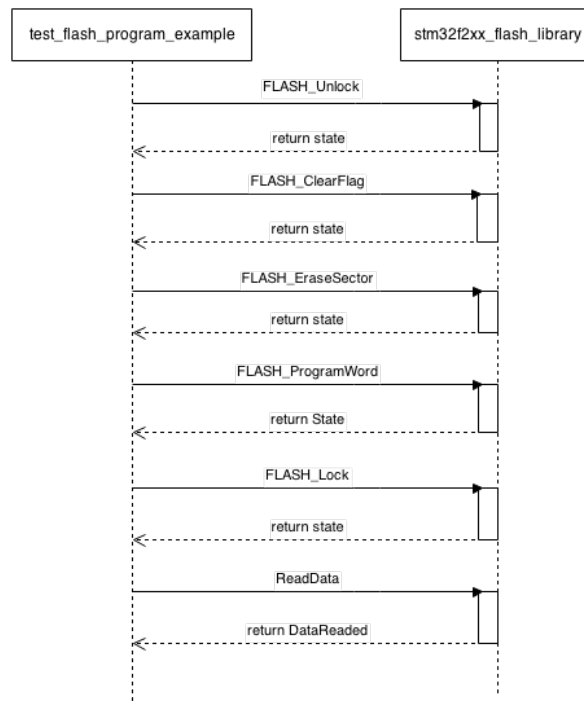 test_flash_program_example
stm32f2xx_flash_library
FLASH_Unlock
return state
FLASH_ClearFlag
return state
FLASH_EraseSector
return state
FLASH_ProgramWord
return State
FLASH_Lock
return state
ReadData
return DataReaded